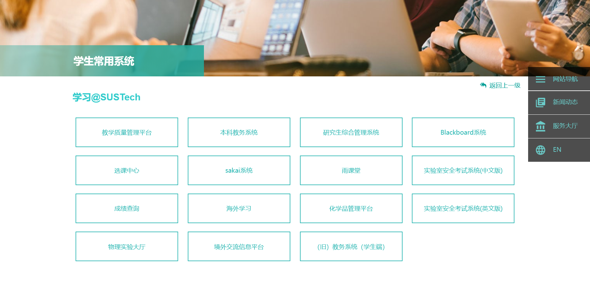 学生常用系统
返回上一级
学习@SUSTech
网站导航
新闻动态
服务大厅
EN
教学质量管理平台
本科教务系统
研究生综合管理系统
Blackboard系统
选课中心
sakai系统
雨课堂
实验室安全考试系统(中文版)
成绩查询
海外学习
化学品管理平台
实验室安全考试系统(英文版)
物理实验大厅
境外交流信息平台
(旧）教务系统（学生端）